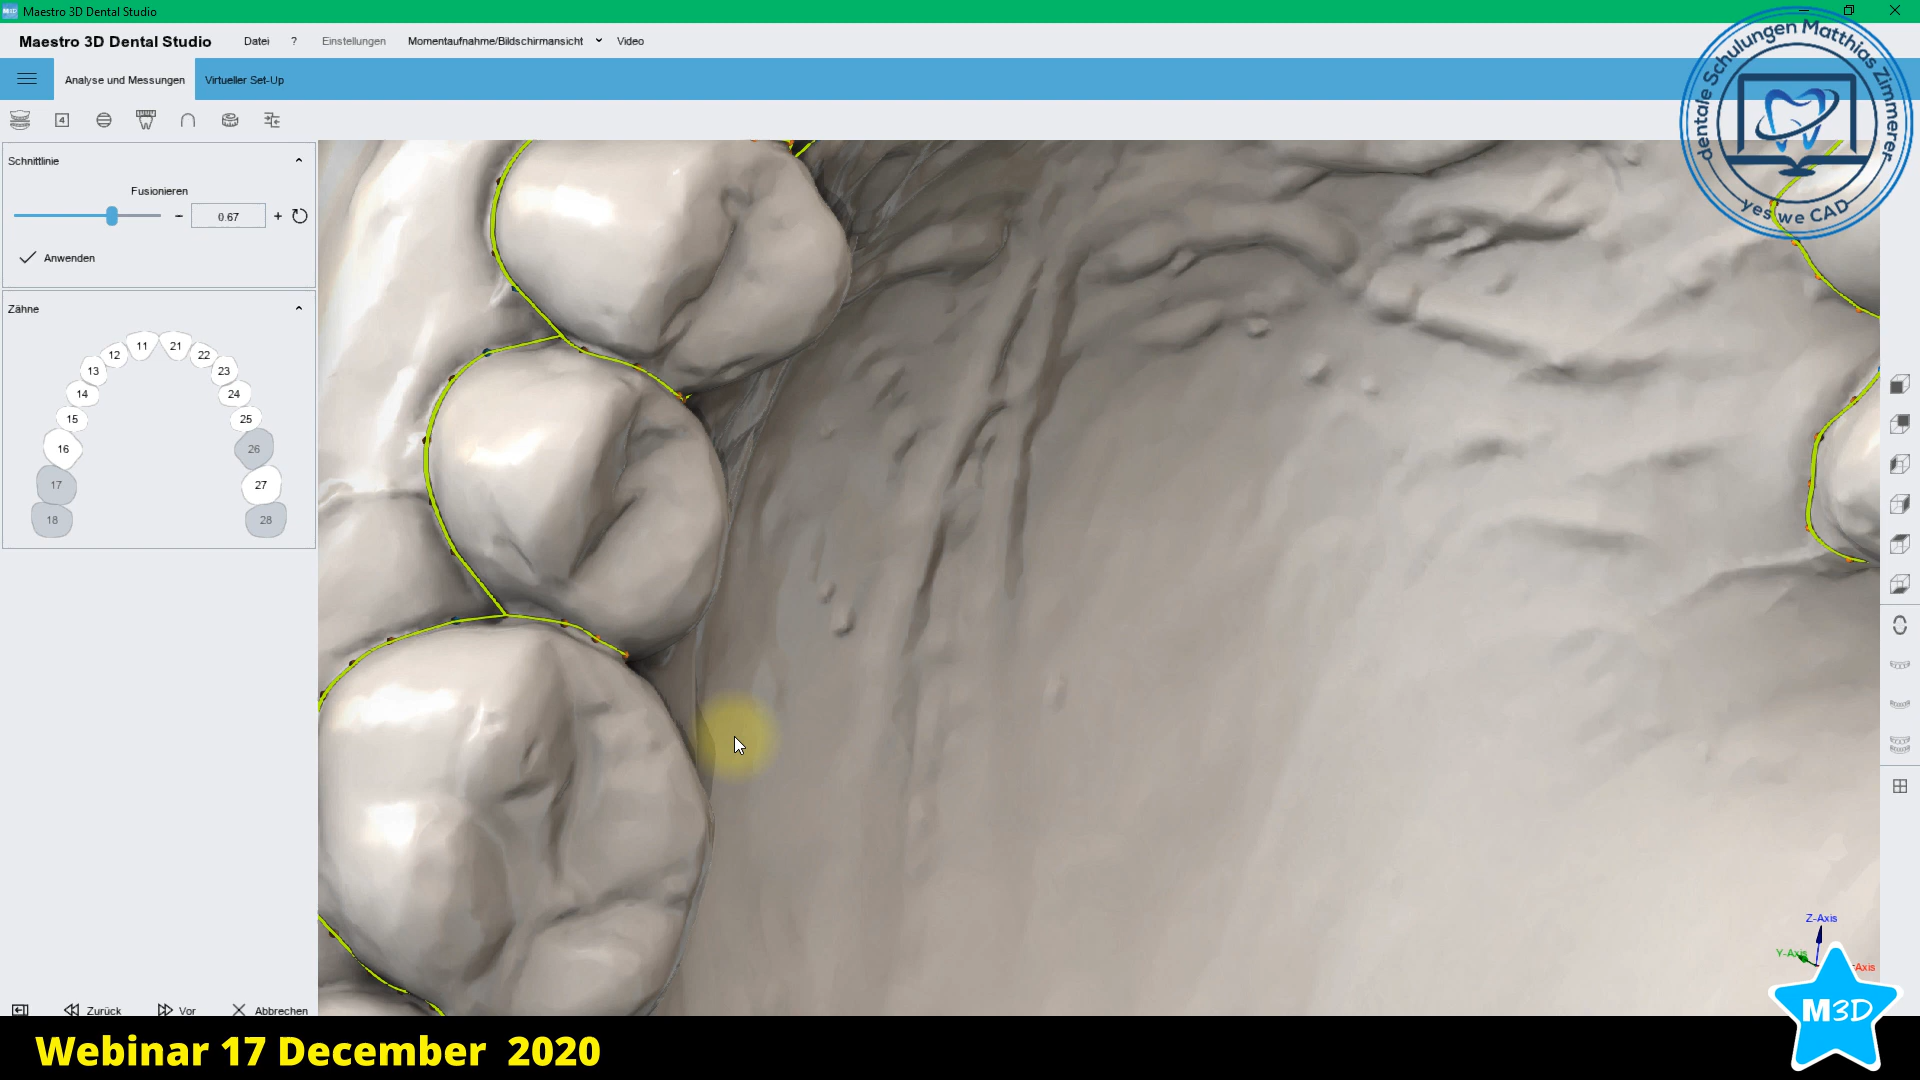 Maestro 3D Dental Studio
Maestro 3D Dental Studio
Datei ? Einstellungen Momentaufnahme/Bildschirmansicht Video
Analyse und Messungen Virtueller Set-Up
4
Schnittlinie
Fusionieren
- 0.67 +
Anwenden
Zähne
11 21
12 22
13 23
14 24
15 25
16 26
17 27
18 28
Zurück Vor Abbrechen
dentale Schulungen Matthias Zimmerer
yes we CAD
Z-Axis
Y-Axis
Axis
M3D
Webinar 17 December 2020